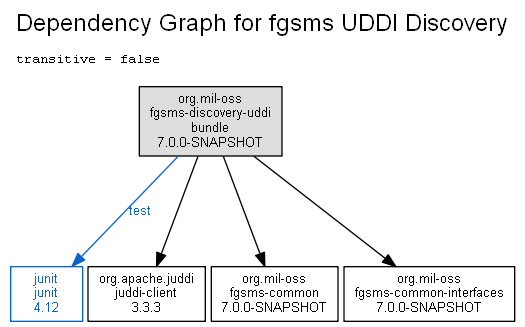 Dependency Graph for fgsms UDDI Discovery
transitive = false
org.mil-oss
fgsms-discovery-uddi
bundle
7.0.0-SNAPSHOT
test
junit
junit
4.12
org.apache.juddi
juddi-client
3.3.3
org.mil-oss
fgsms-common
7.0.0-SNAPSHOT
org.mil-oss
fgsms-common-interfaces
7.0.0-SNAPSHOT